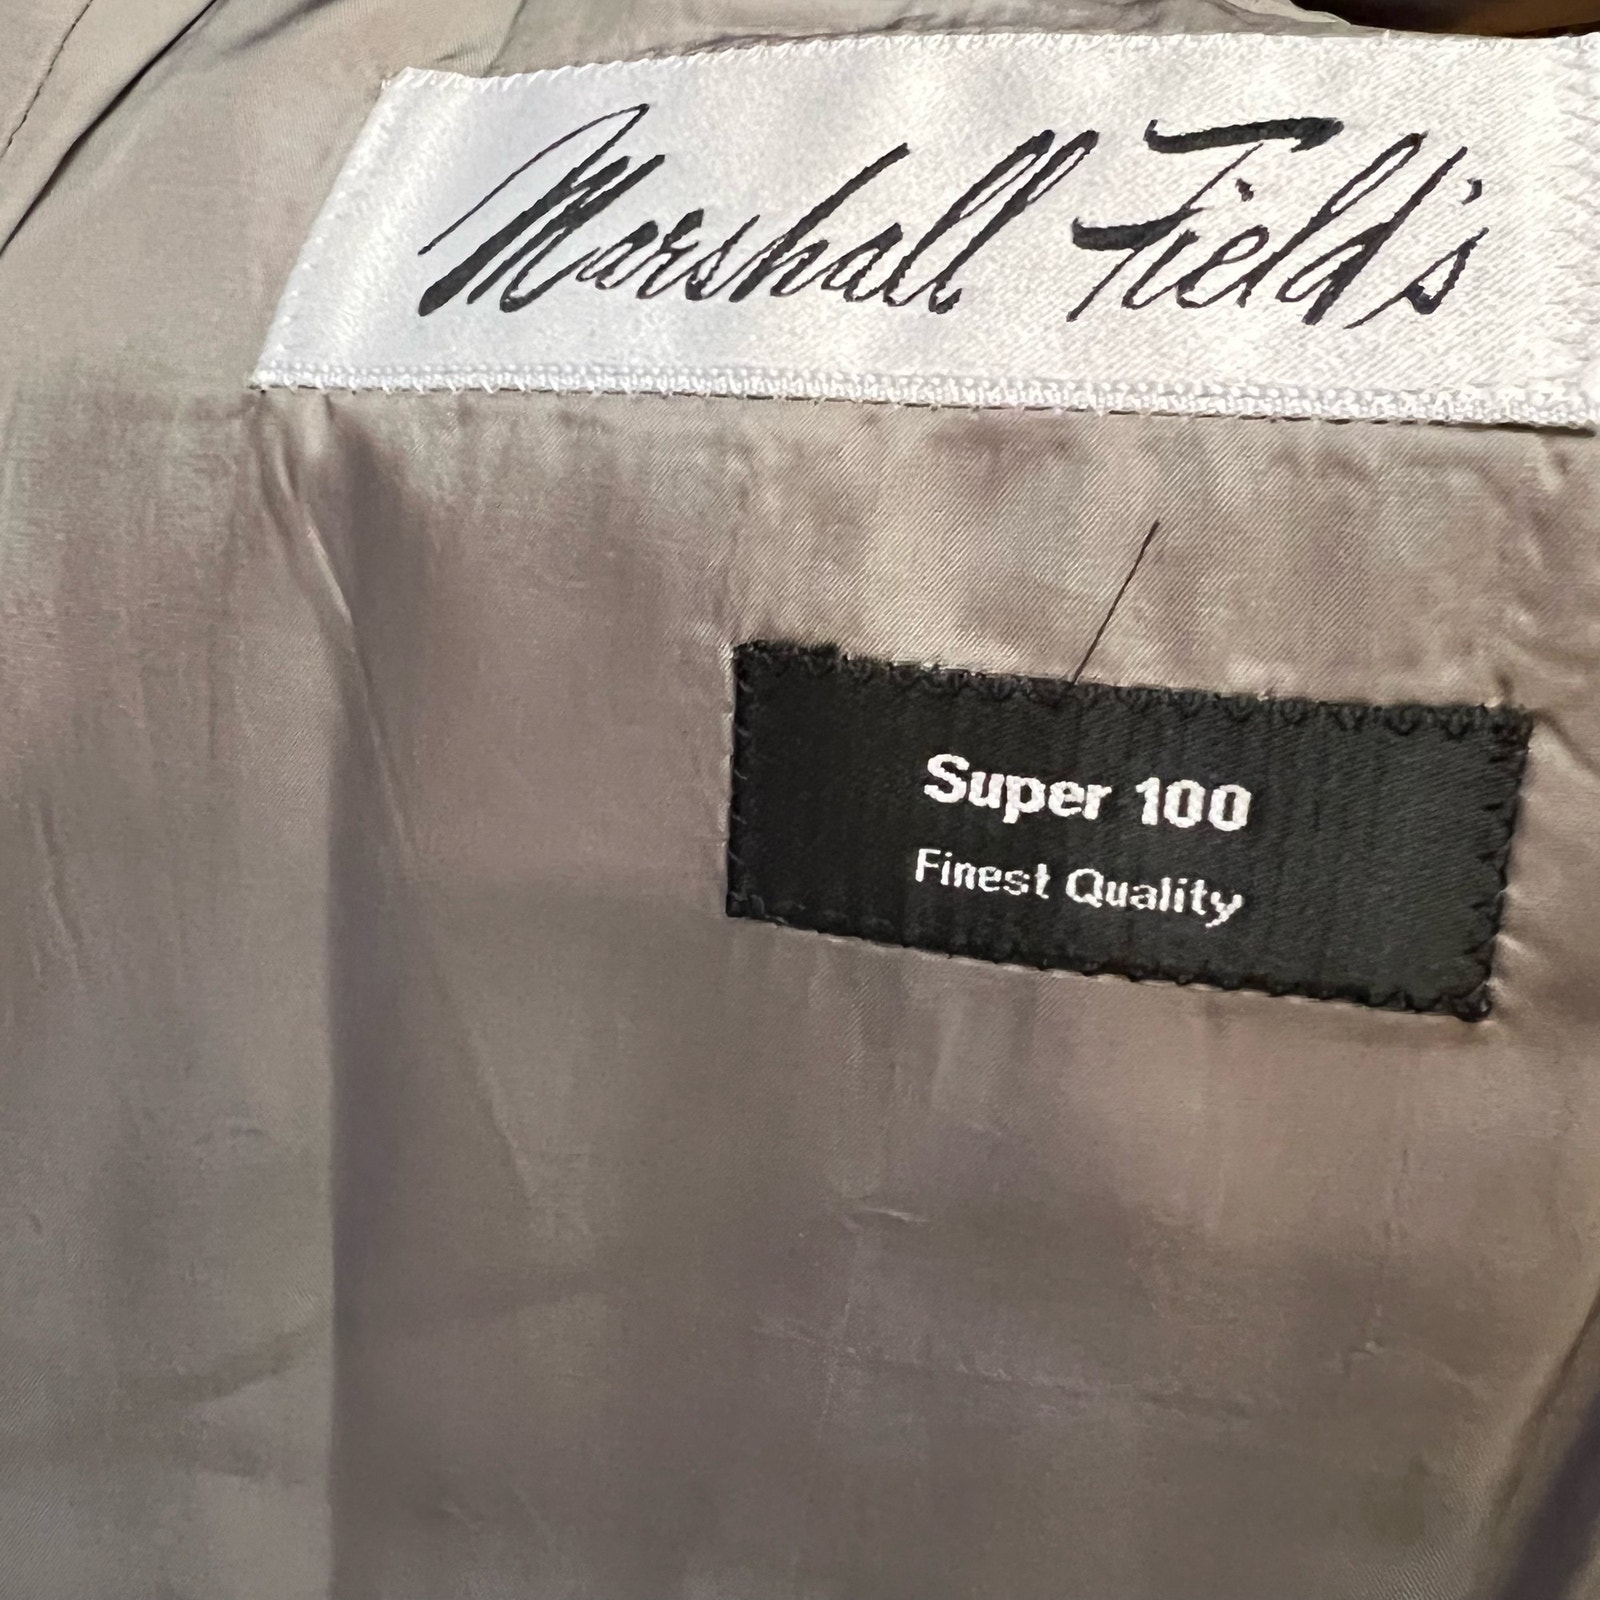 Marshall Field's
Super 100
Finest Quality